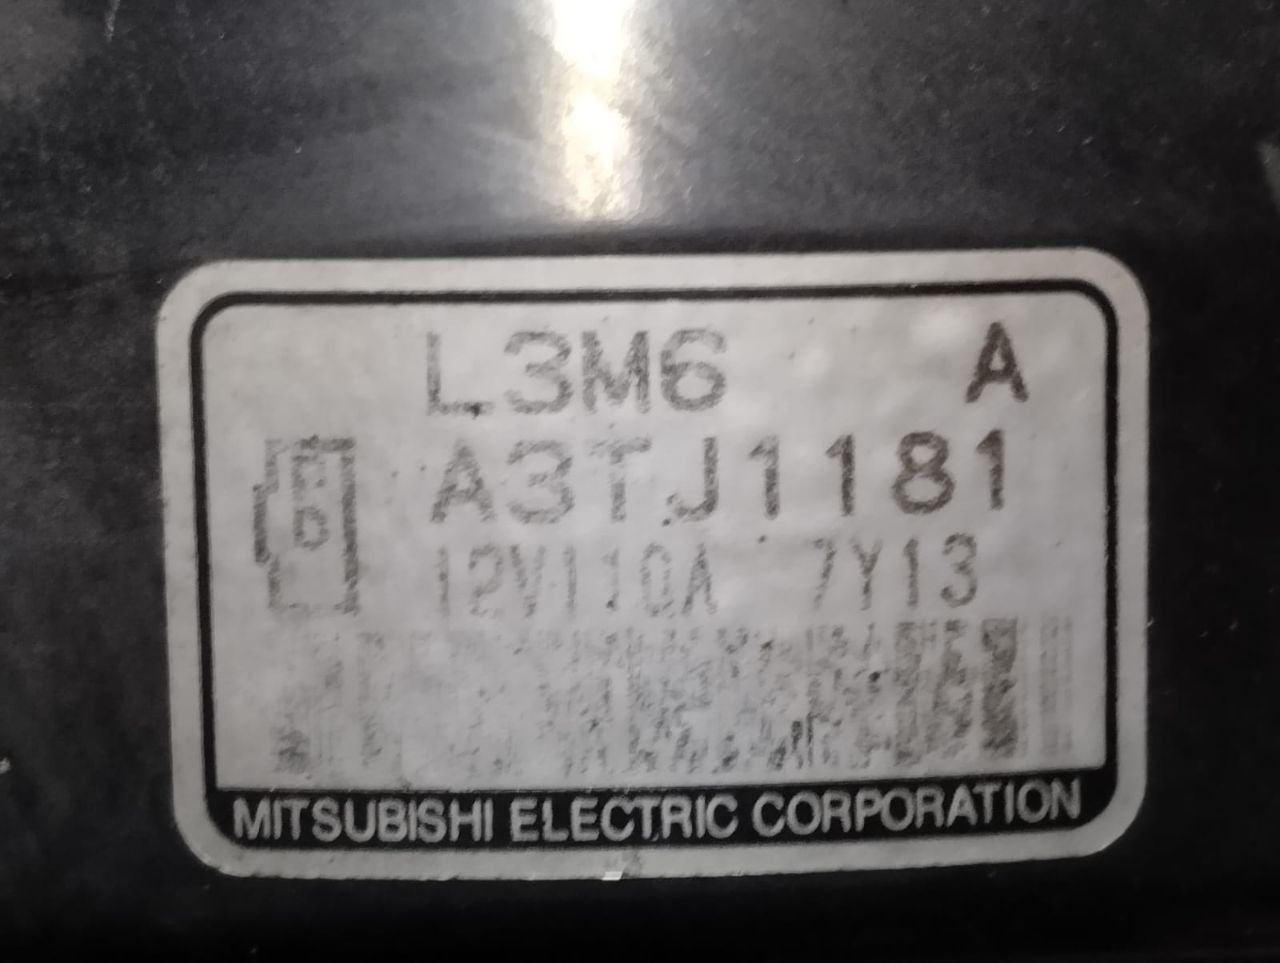 L3M6 A
A3TJ1181
12V110A 7Y13
MITSUBISHI ELECTRIC CORPORATION